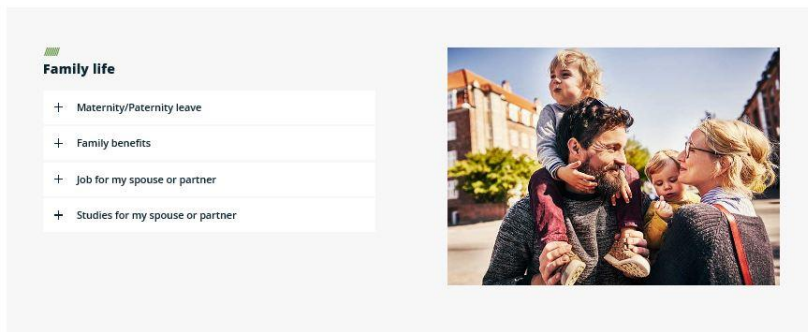 Family life
Maternity/Paternity leave
Family benefits
Job for my spouse or partner
Studies for my spouse or partner